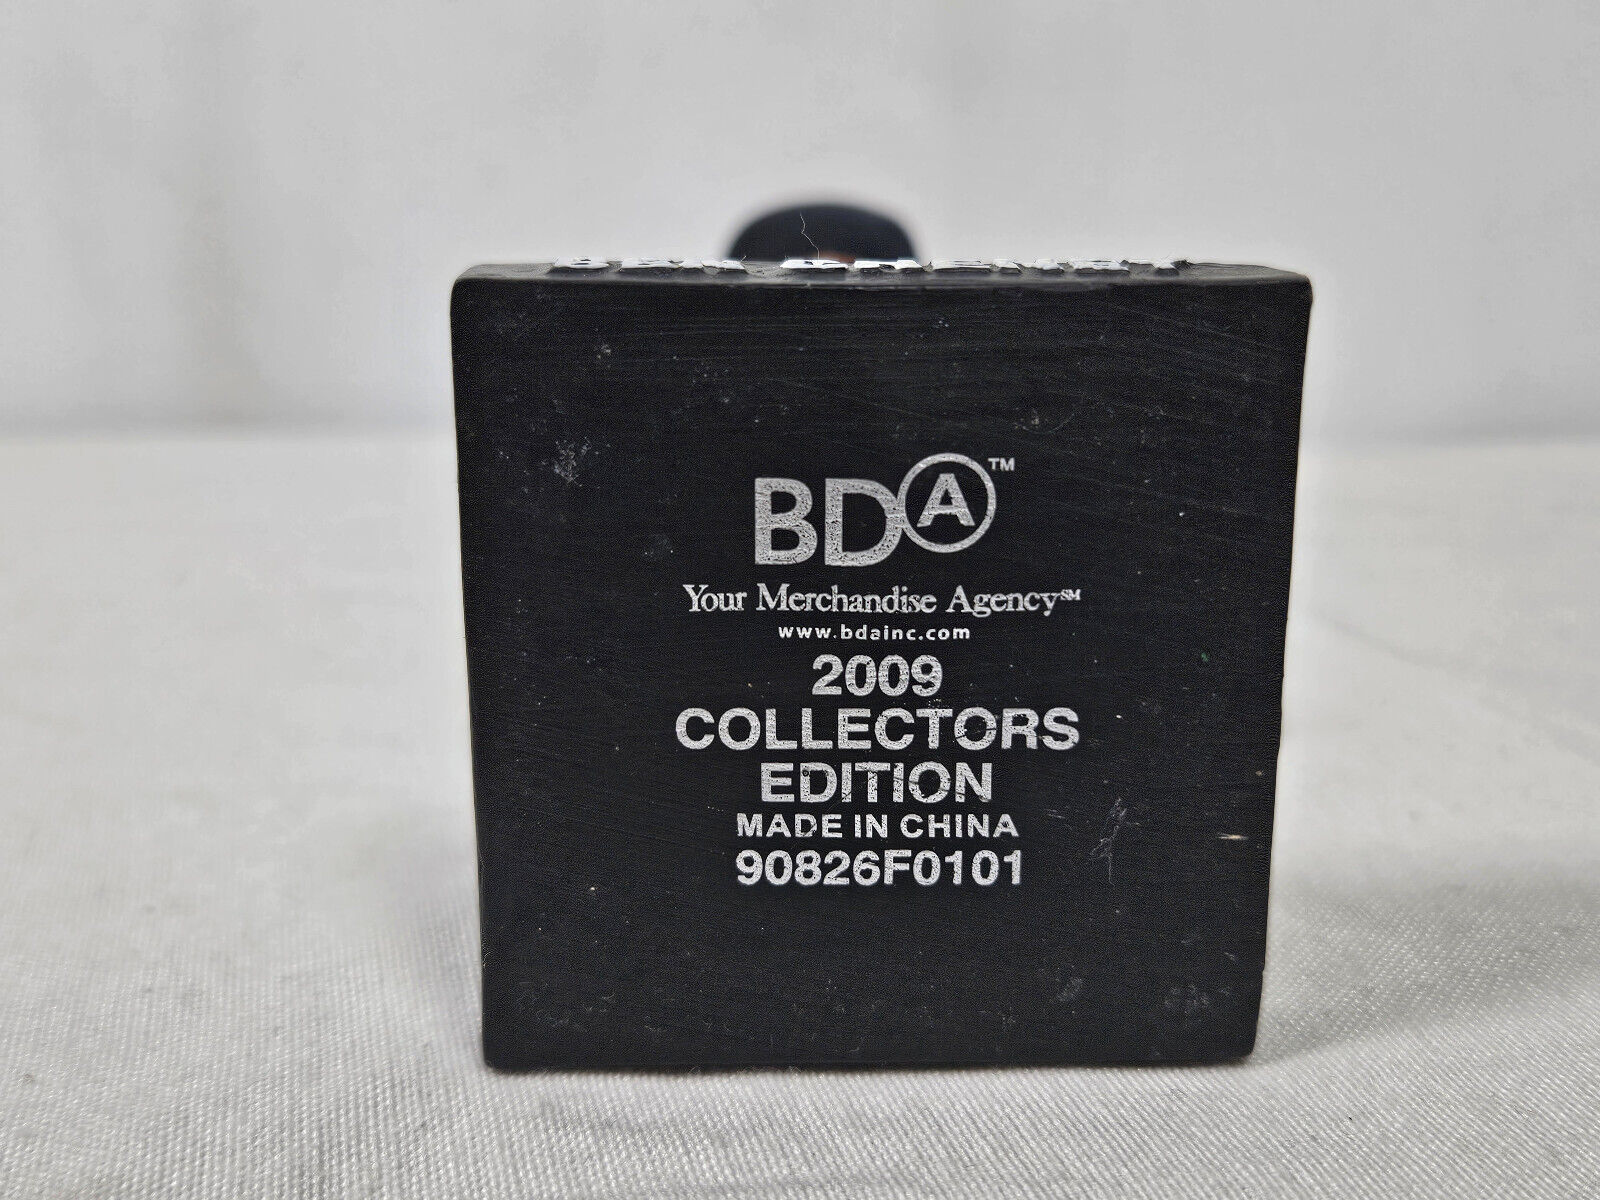 BDA™
Your Merchandise Agency℠
www.bdainc.com
2009
COLLECTORS
EDITION
MADE IN CHINA
90826F0101